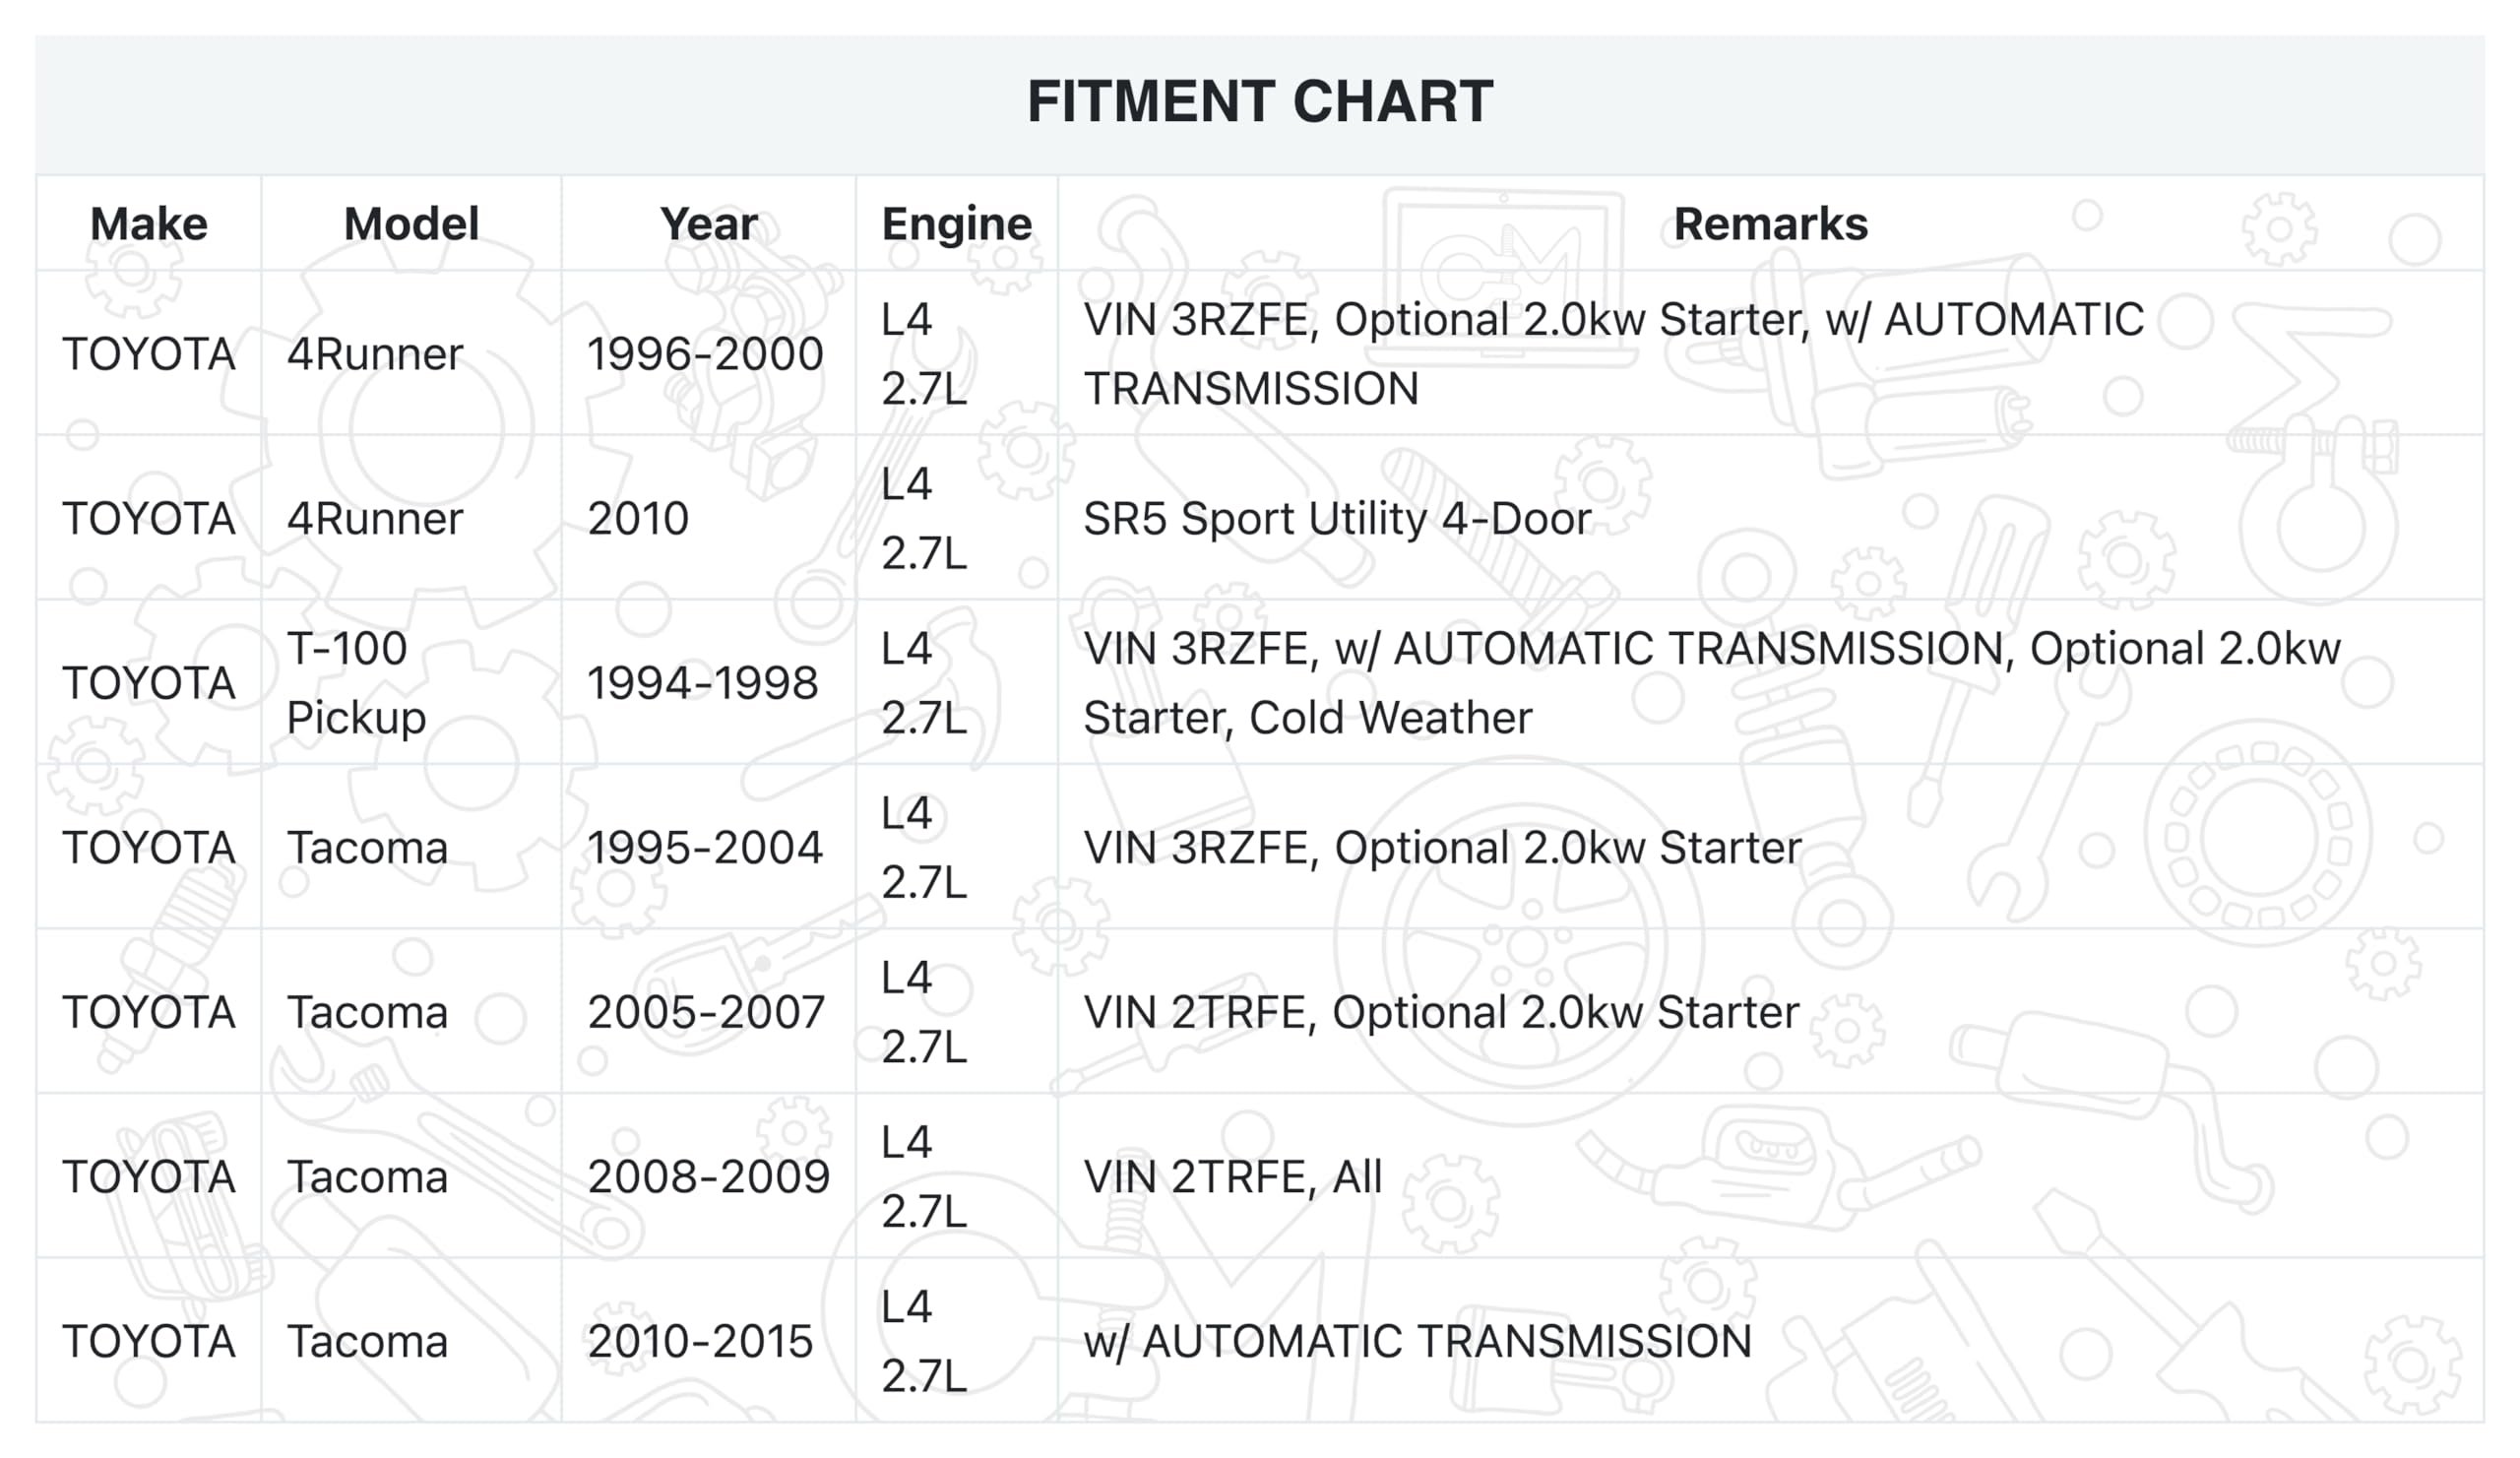 FITMENT CHART
Make Model Year Engine Remarks
TOYOTA 4Runner 1996-2000 L4 2.7L VIN 3RZFE, Optional 2.0kw Starter, w/ AUTOMATIC TRANSMISSION
TOYOTA 4Runner 2010 L4 2.7L SR5 Sport Utility 4-Door
TOYOTA T-100 Pickup 1994-1998 L4 2.7L VIN 3RZFE, w/ AUTOMATIC TRANSMISSION, Optional 2.0kw Starter, Cold Weather
TOYOTA Tacoma 1995-2004 L4 2.7L VIN 3RZFE, Optional 2.0kw Starter
TOYOTA Tacoma 2005-2007 L4 2.7L VIN 2TRFE, Optional 2.0kw Starter
TOYOTA Tacoma 2008-2009 L4 2.7L VIN 2TRFE, All
TOYOTA Tacoma 2010-2015 L4 2.7L w/ AUTOMATIC TRANSMISSION